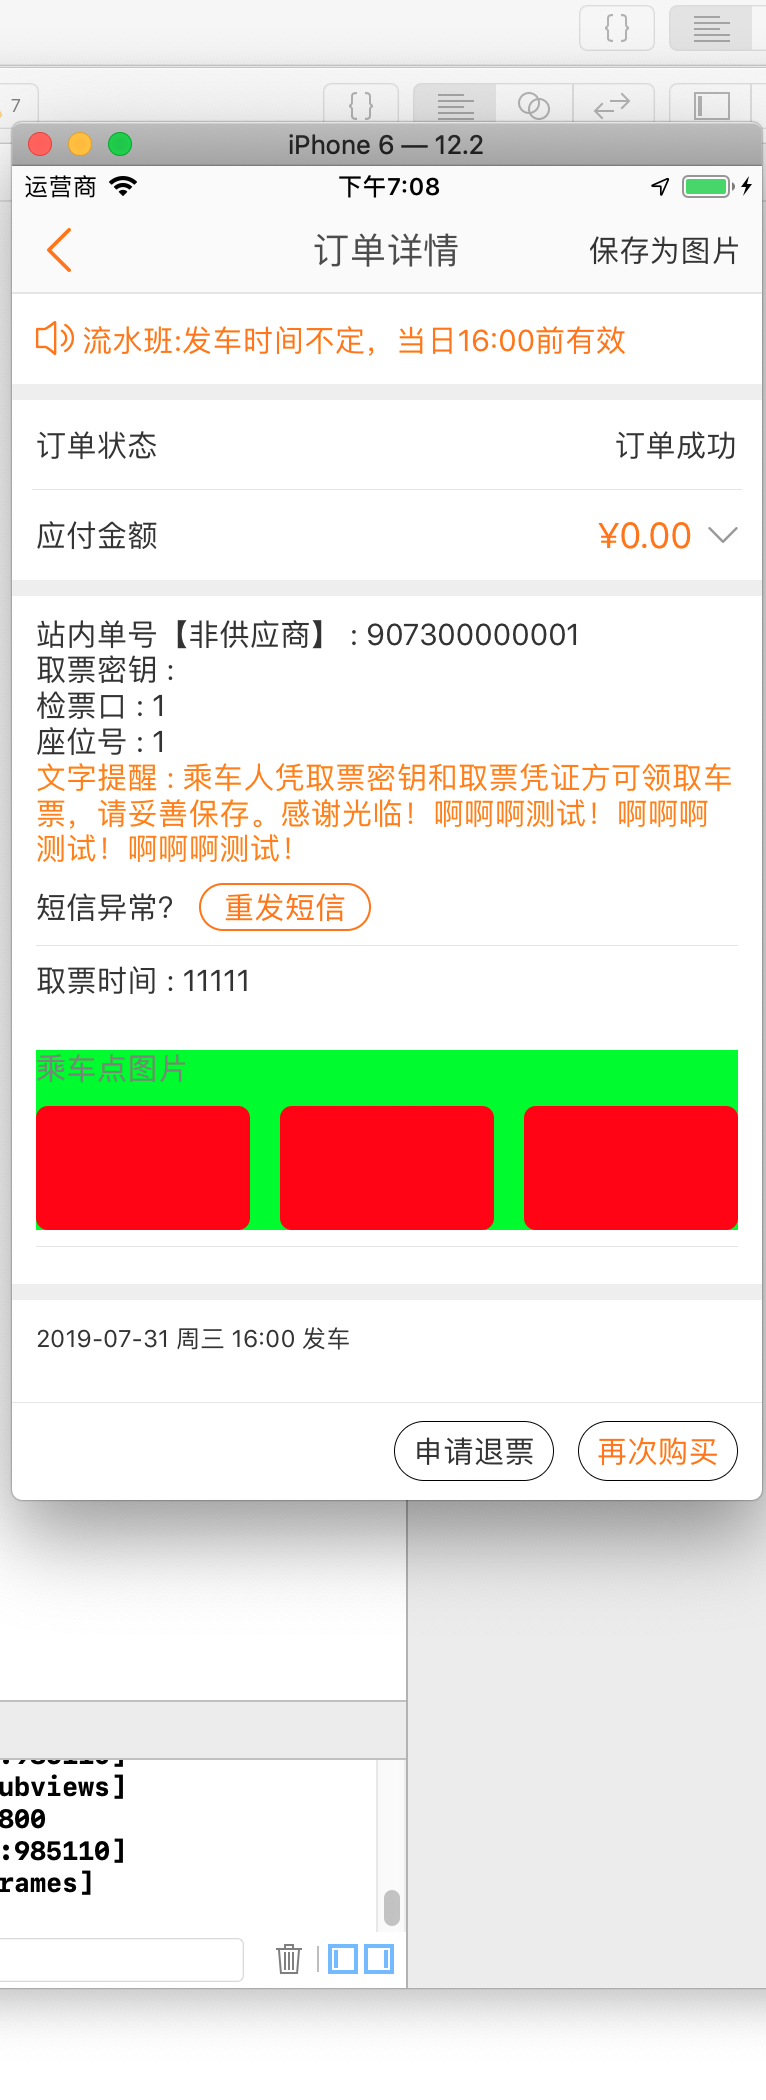 { }
7
{ }
iPhone 6 — 12.2
运营商
下午7:08
订单详情
保存为图片
流水班:发车时间不定，当日16:00前有效
订单状态
订单成功
应付金额
¥0.00
站内单号【非供应商】 : 907300000001
取票密钥 :
检票口 : 1
座位号 : 1
文字提醒 : 乘车人凭取票密钥和取票凭证方可领取车
票，请妥善保存。感谢光临！啊啊啊测试！啊啊啊
测试！啊啊啊测试！
短信异常?
重发短信
取票时间 : 11111
乘车点图片
2019-07-31 周三 16:00 发车
申请退票
再次购买
:985110]
ubviews]
800
:985110]
rames]